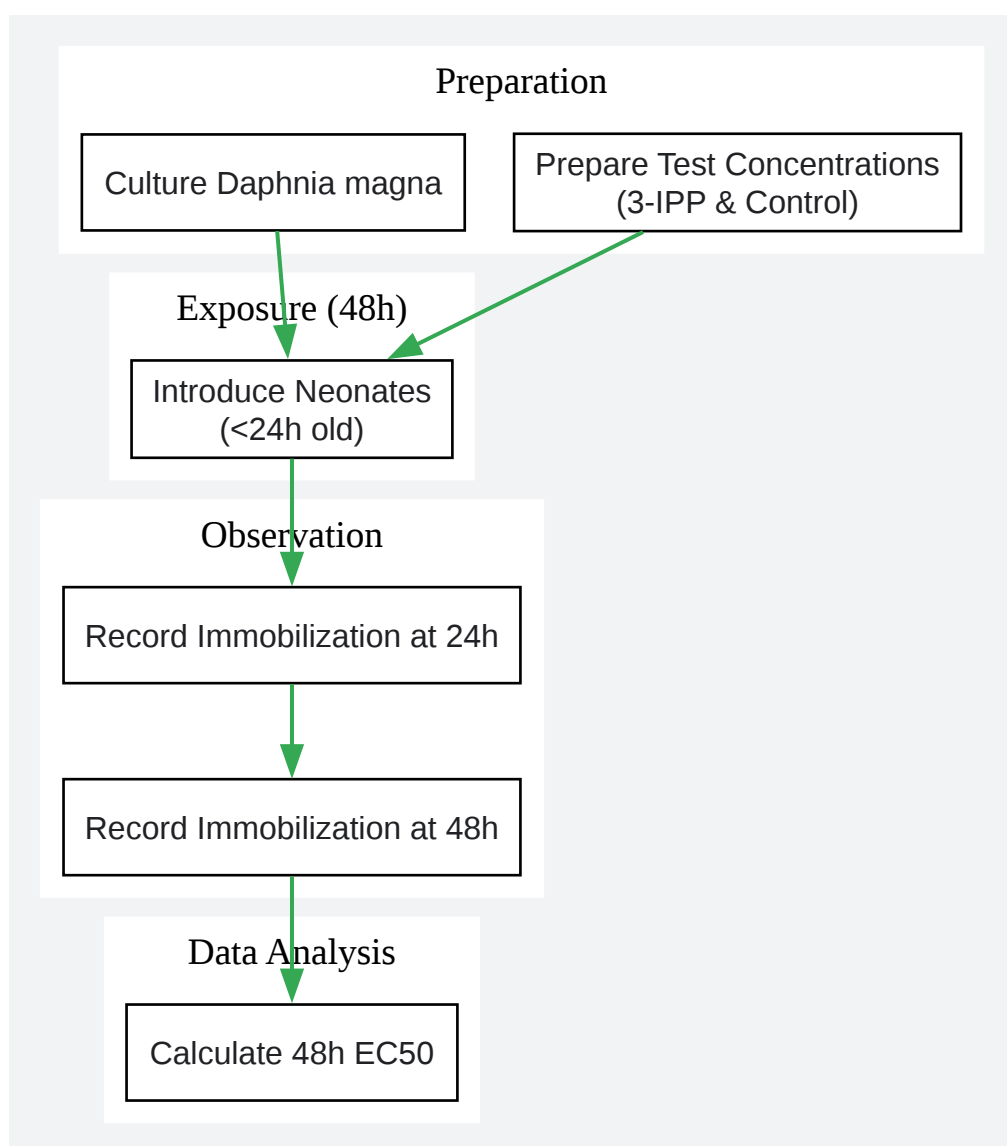 Preparation
Culture Daphnia magna
Prepare Test Concentrations
(3-IPP & Control)
Exposure (48h)
Introduce Neonates
(<24h old)
Observation
Record Immobilization at 24h
Record Immobilization at 48h
Data Analysis
Calculate 48h EC50